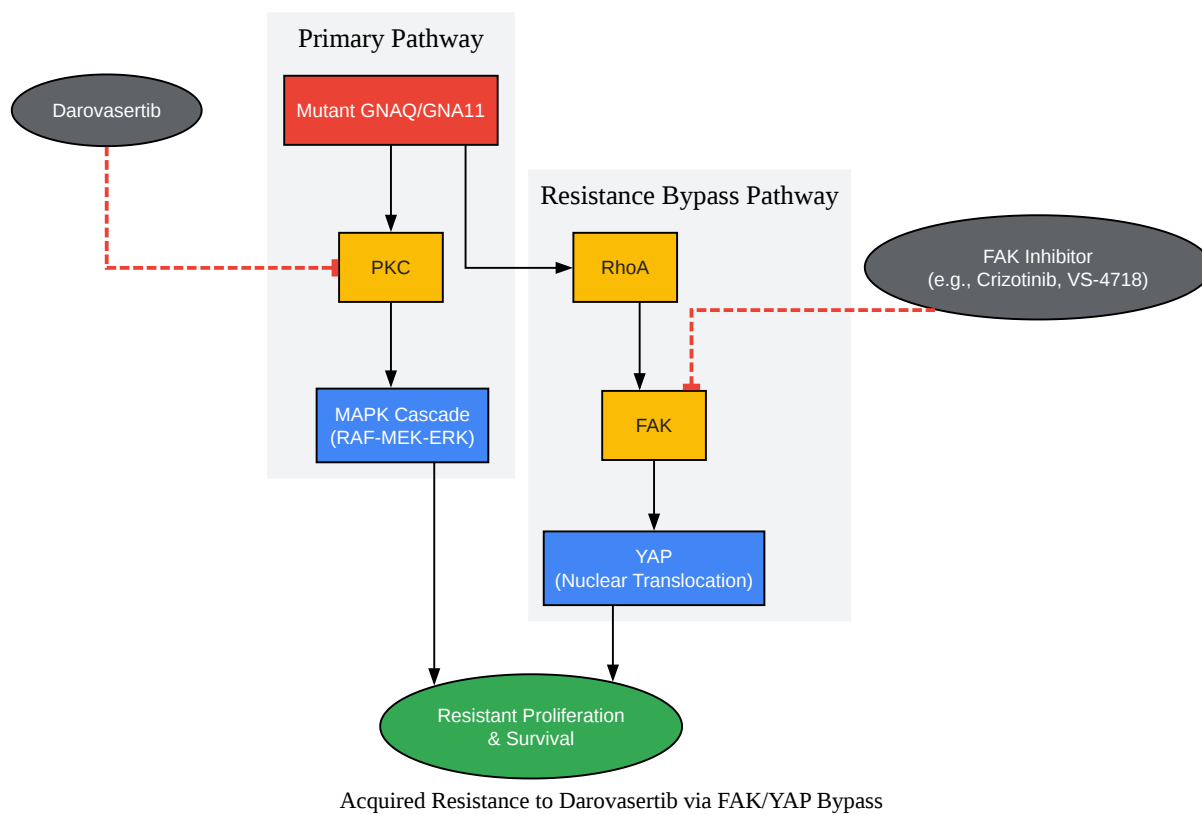 Primary Pathway
Mutant GNAQ/GNA11
Darovasertib
Resistance Bypass Pathway
PKC
RhoA
FAK Inhibitor
(e.g., Crizotinib, VS-4718)
MAPK Cascade
(RAF-MEK-ERK)
FAK
YAP
(Nuclear Translocation)
Resistant Proliferation
& Survival
Acquired Resistance to Darovasertib via FAK/YAP Bypass